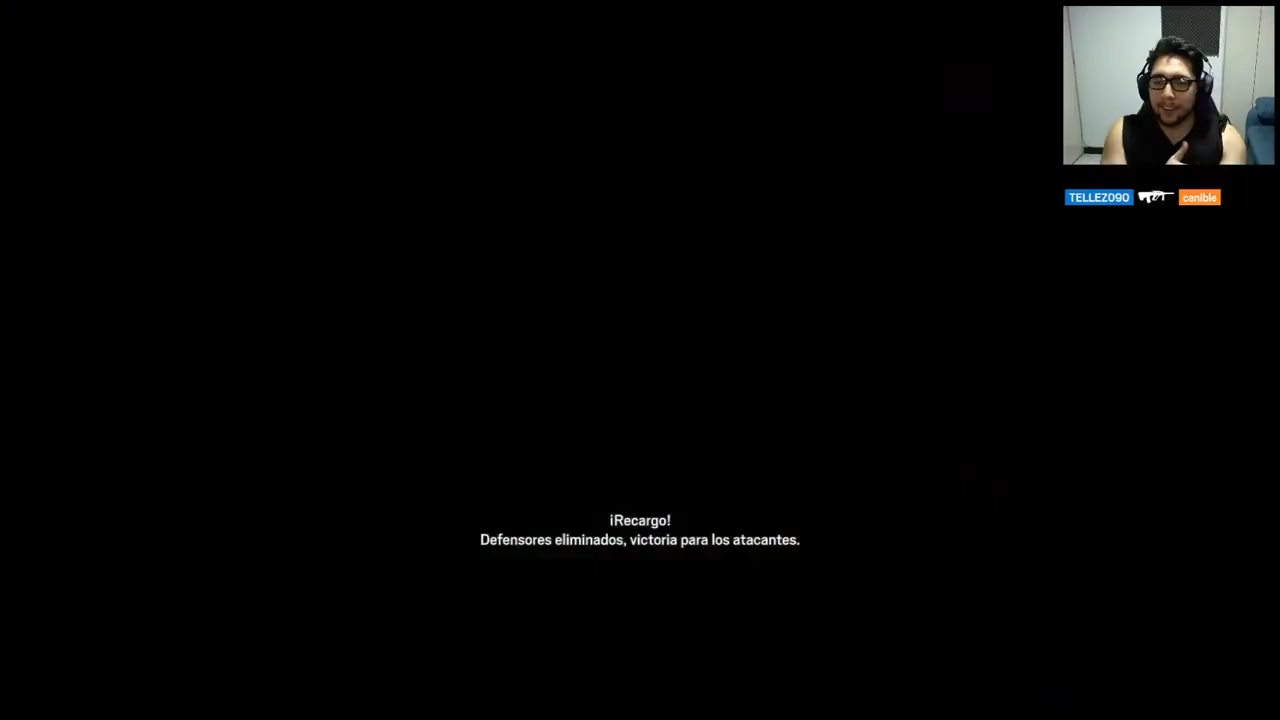 TELLEZ090 canible
¡Recargo!
Defensores eliminados, victoria para los atacantes.